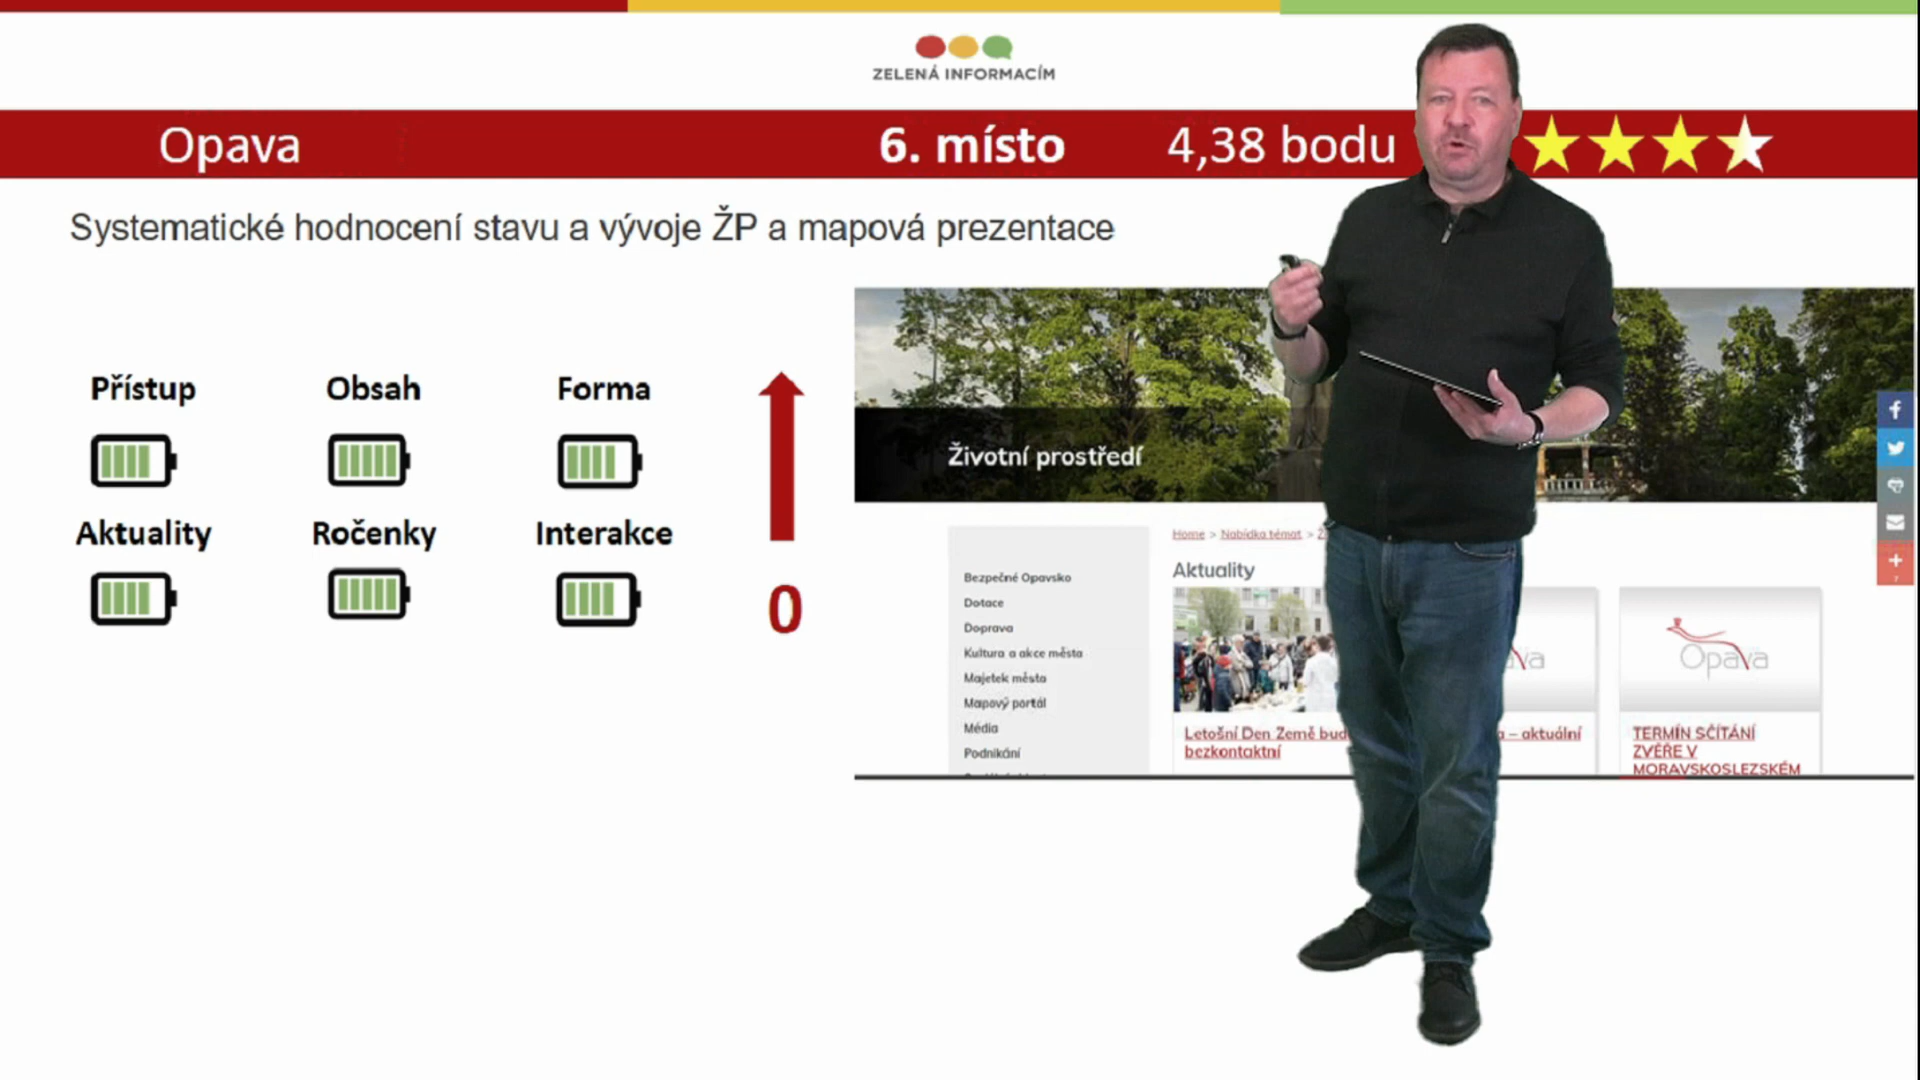 ZELENÁ INFORMACÍM
Opava 6. místo 4,38 bodu
Systematické hodnocení stavu a vývoje ŽP a mapová prezentace
Přístup Obsah Forma
Aktuality Ročenky Interakce
0
Životní prostředí
Home > Nabídka témat >
Aktuality
Bezpečné Opavsko
Dotace
Doprava
Kultura a akce města
Majetek města
Mapový portál
Média
Podnikání
Letošní Den Země bud
bezkontaktní
– aktuální
Opava
TERMÍN SČÍTÁNÍ
ZVĚŘE V
MORAVSKOSLEZSKÉM